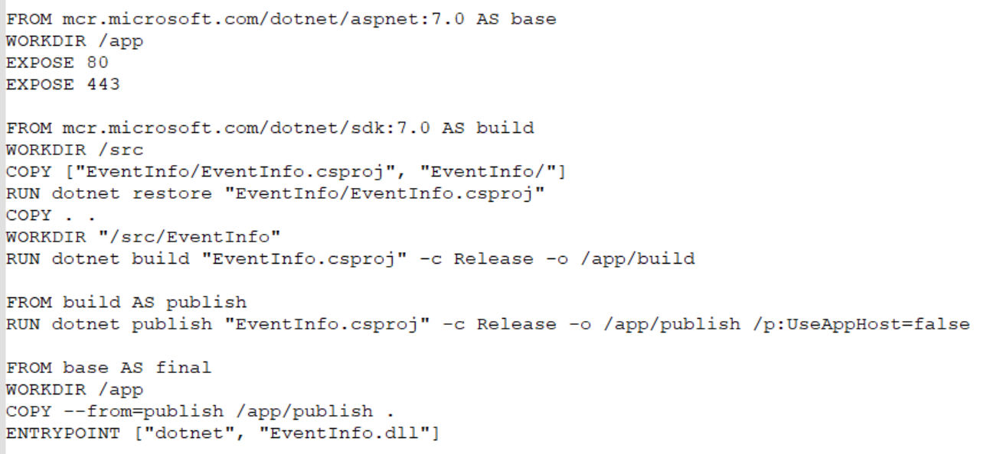 FROM mcr.microsoft.com/dotnet/aspnet:7.0 AS base
WORKDIR /app
EXPOSE 80
EXPOSE 443

FROM mcr.microsoft.com/dotnet/sdk:7.0 AS build
WORKDIR /src
COPY ["EventInfo/EventInfo.csproj", "EventInfo/"]
RUN dotnet restore "EventInfo/EventInfo.csproj"
COPY . .
WORKDIR "/src/EventInfo"
RUN dotnet build "EventInfo.csproj" -c Release -o /app/build

FROM build AS publish
RUN dotnet publish "EventInfo.csproj" -c Release -o /app/publish /p:UseAppHost=false

FROM base AS final
WORKDIR /app
COPY --from=publish /app/publish .
ENTRYPOINT ["dotnet", "EventInfo.dll"]